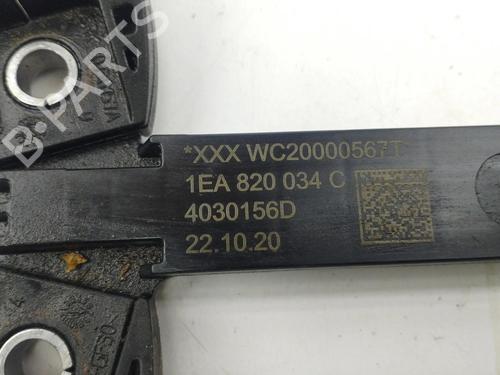 *XXX WC20000567T
1EA 820 034 C
4030156D
22.10.20
B-PARTS